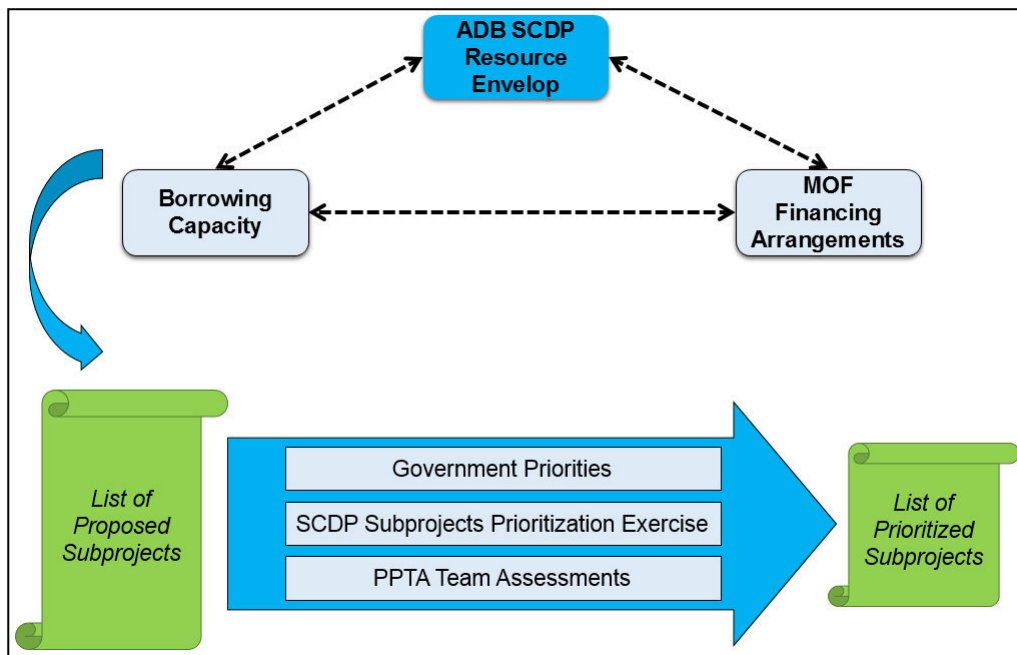 ADB SCDP
Resource
Envelop
Borrowing
Capacity
MOF
Financing
Arrangements
List of
Proposed
Subprojects
Government Priorities
SCDP Subprojects Prioritization Exercise
PPTA Team Assessments
List of
Prioritized
Subprojects